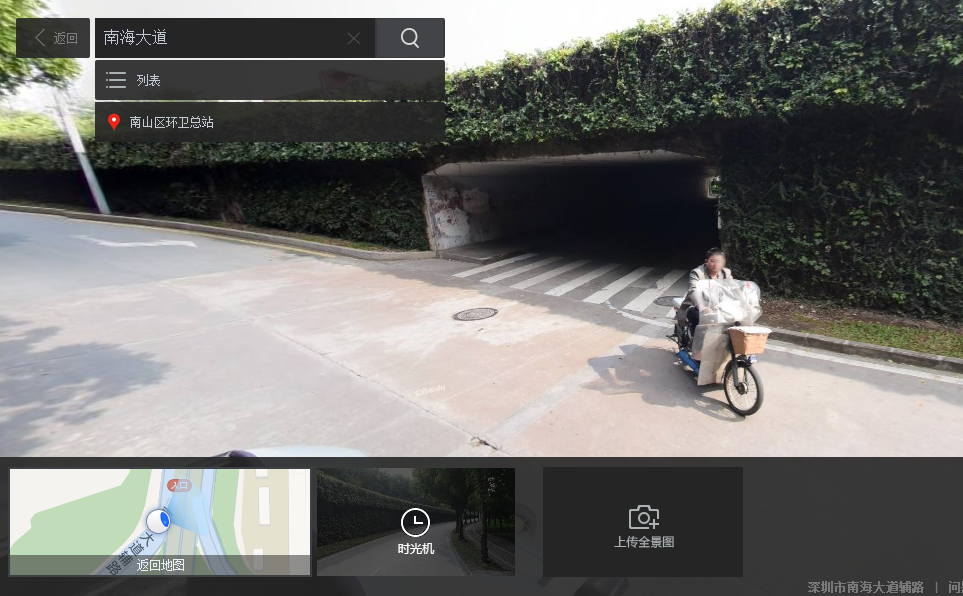 返回
南海大道
列表
南山区环卫总站
Baidu
入口
大道辅路
返回地图
时光机
上传全景图
深圳市南海大道辅路 | 问